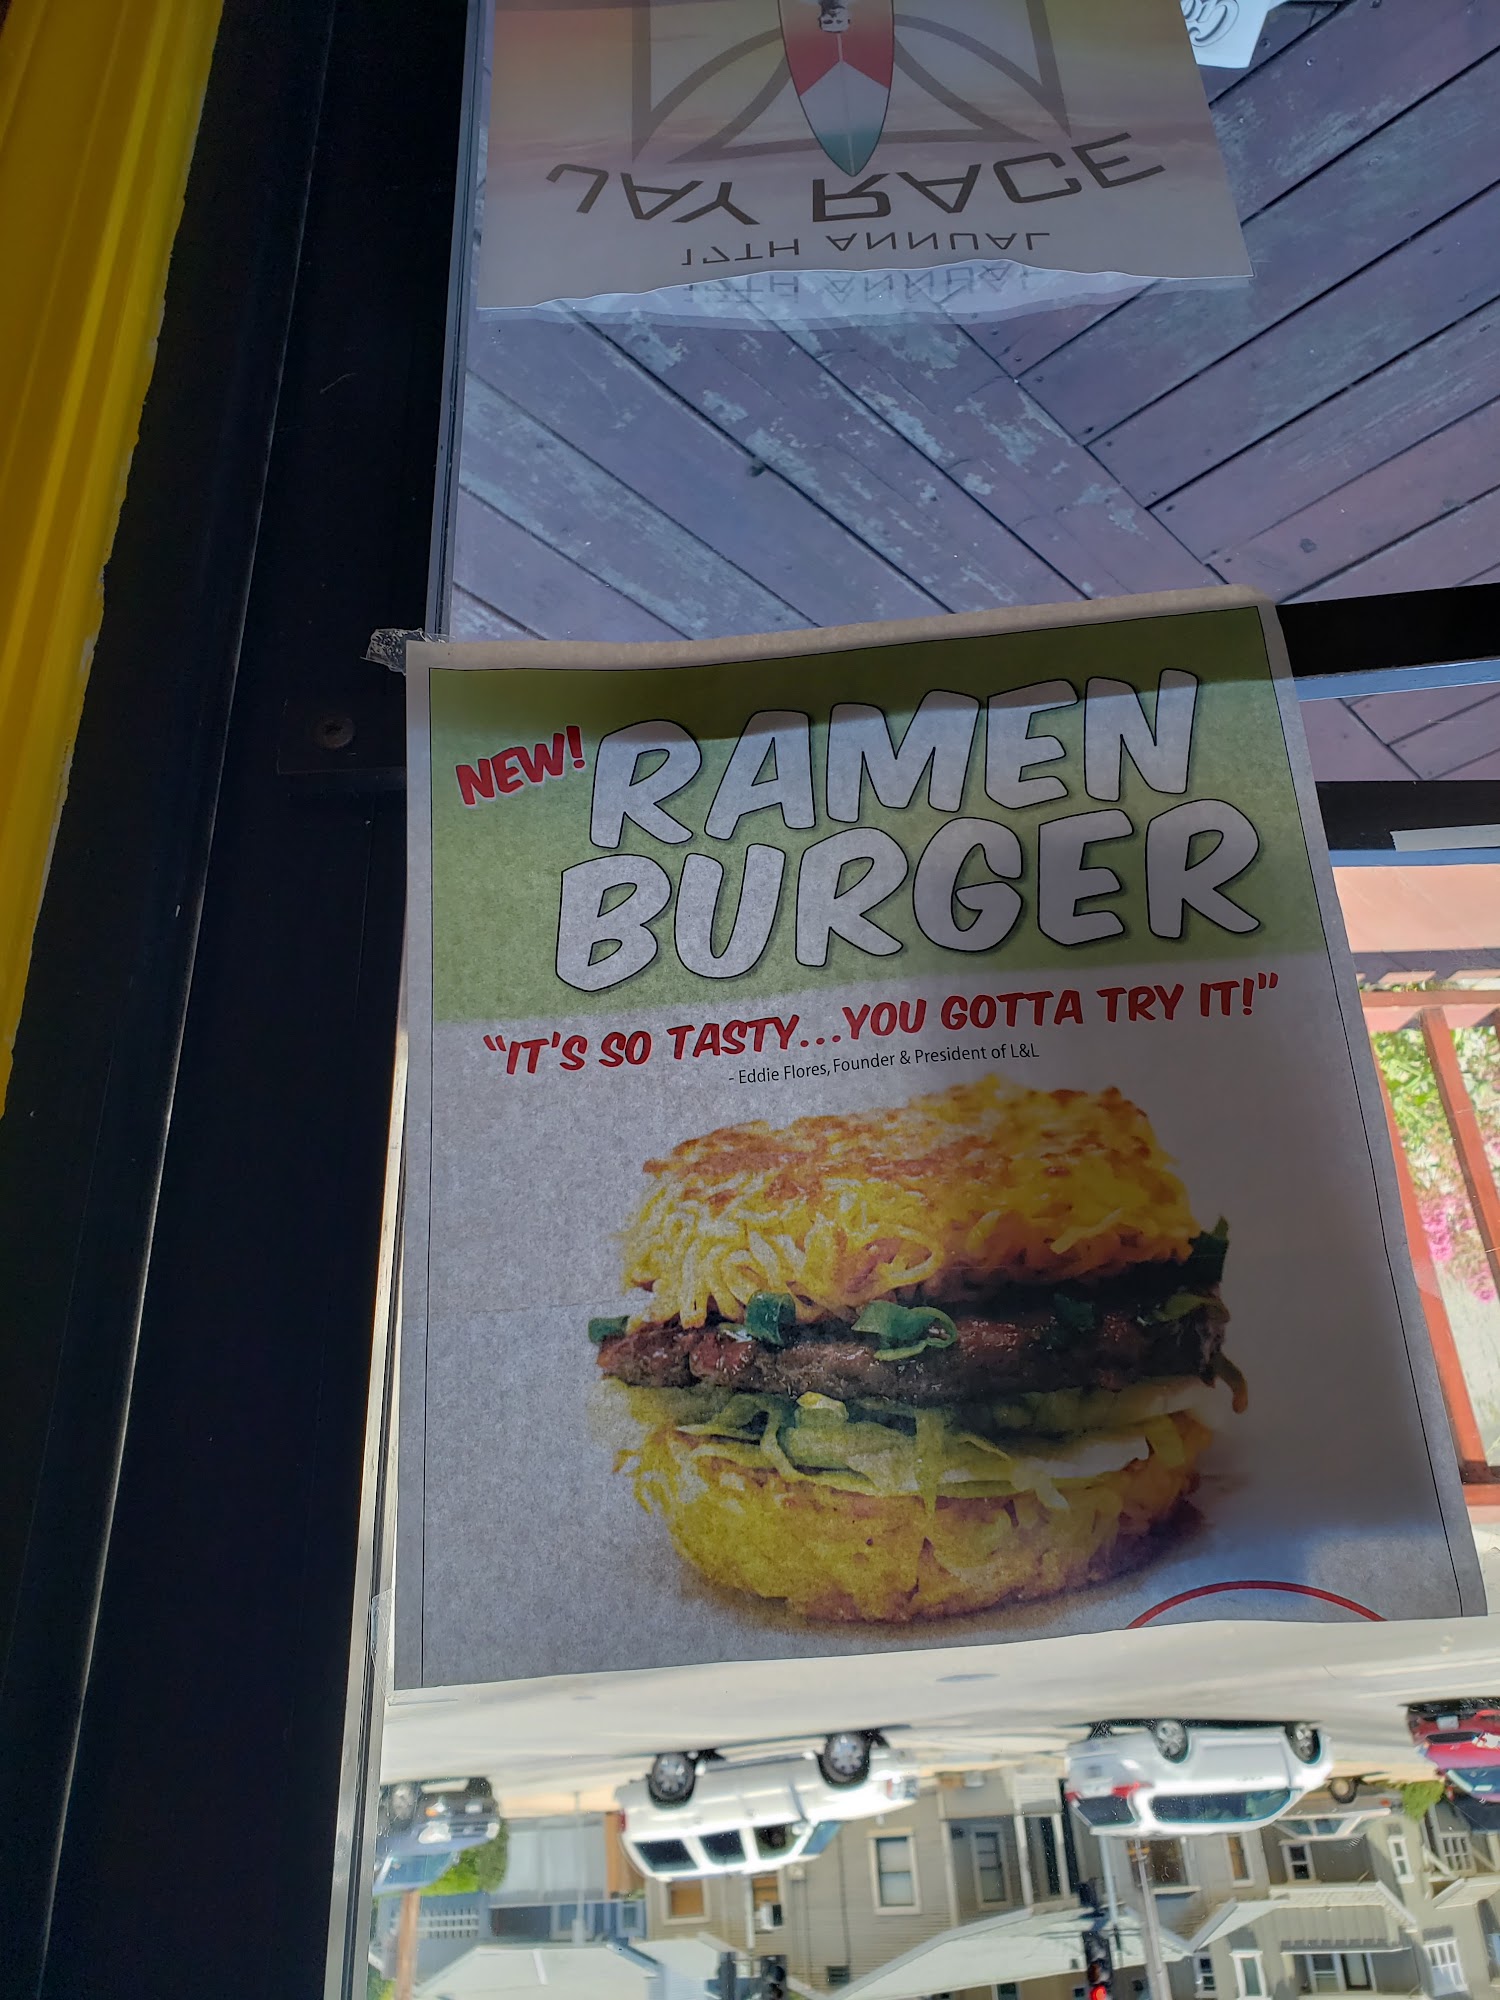 JAY RACE
17TH ANNUAL
NEW!
RAMEN
BURGER
“IT'S SO TASTY...YOU GOTTA TRY IT!”
- Eddie Flores, Founder & President of L&L